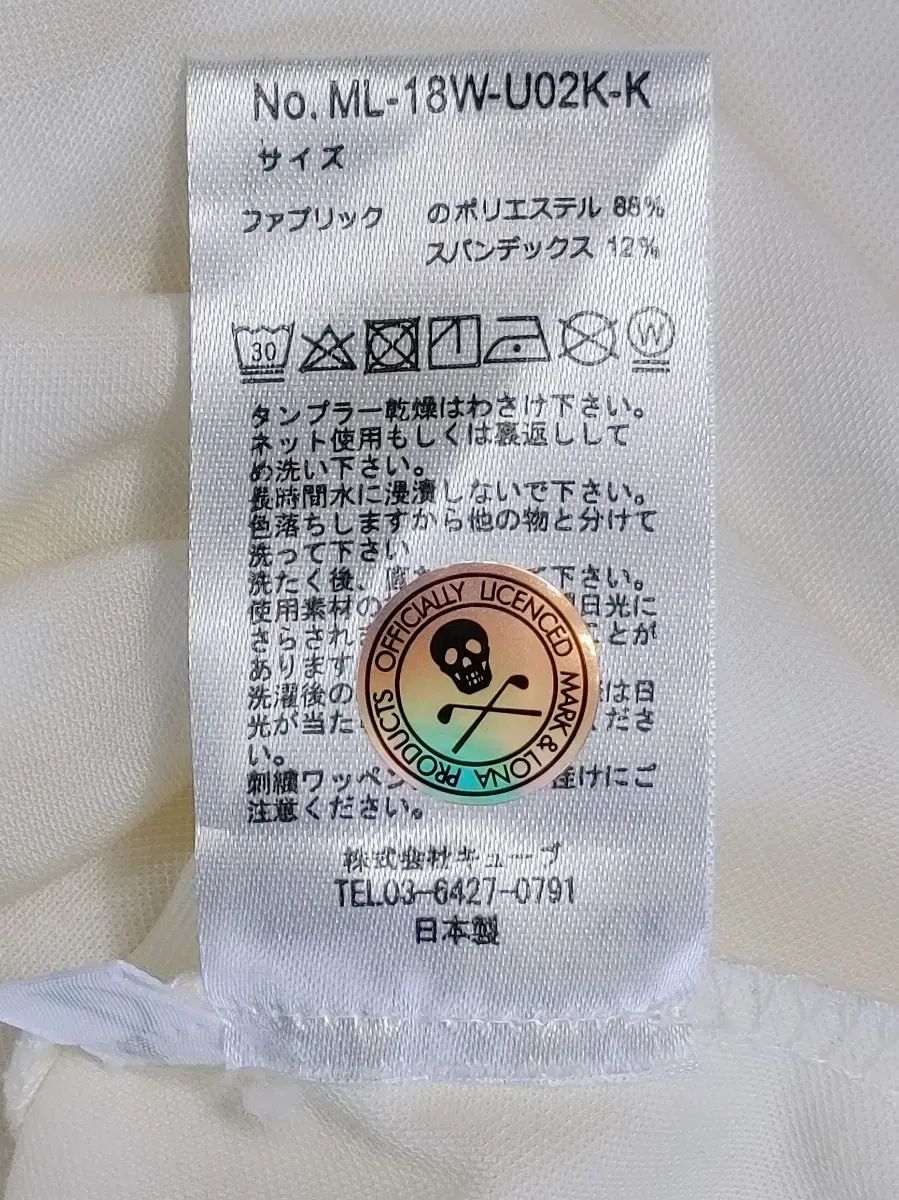 No. ML-18W-U02K-K
サイズ
ファブリック のポリエステル 88%
スパンデックス 12%
30
W
タンプラー乾燥はわさけ下さい。
ネット使用もしくは裏返しして
め洗い下さい。
長時間水に浸漬しないで下さい。
色落ちしますから他の物と分けて
洗って下さい
洗たく後、 下さい。
使用素材の 日光に
さらされ ことが
あります
洗濯後の は日
光が当た くださ
い。
刺繍ワッペン 掛けにご
注意ください。
OFFICIALLY LICENCED MARK & LONA PRODUCTS
株式会社キューブ
TEL.03-6427-0791
日本製